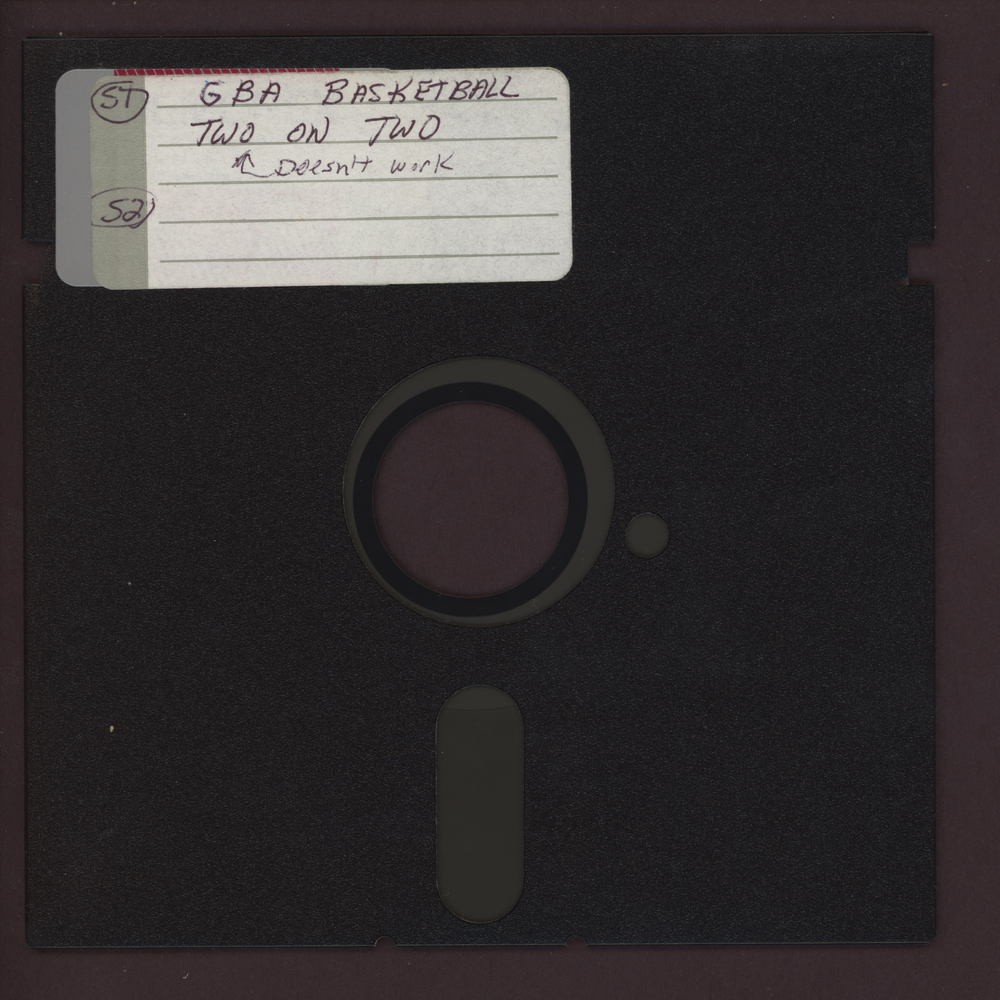 S1 GBA BASKETBALL
TWO ON TWO
Doesn't work
S2